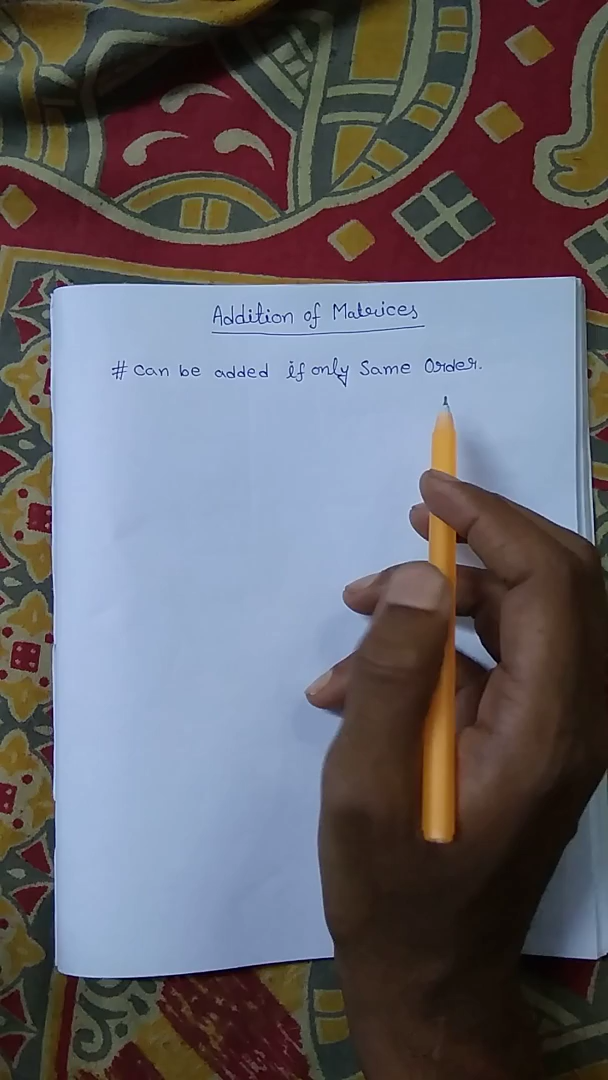 Addition of Matrices
# Can be added if only Same Order.